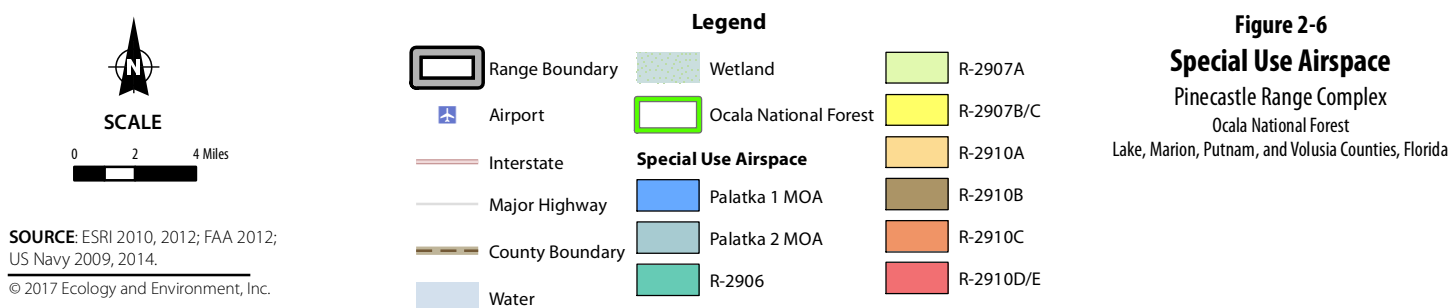 N
SCALE
0 2 4 Miles
SOURCE: ESRI 2010, 2012; FAA 2012;
US Navy 2009, 2014.
© 2017 Ecology and Environment, Inc.
Legend
Range Boundary
Airport
Interstate
Major Highway
County Boundary
Water
Wetland
Ocala National Forest
Special Use Airspace
Palatka 1 MOA
Palatka 2 MOA
R-2906
R-2907A
R-2907B/C
R-2910A
R-2910B
R-2910C
R-2910D/E
Figure 2-6
Special Use Airspace
Pinecastle Range Complex
Ocala National Forest
Lake, Marion, Putnam, and Volusia Counties, Florida